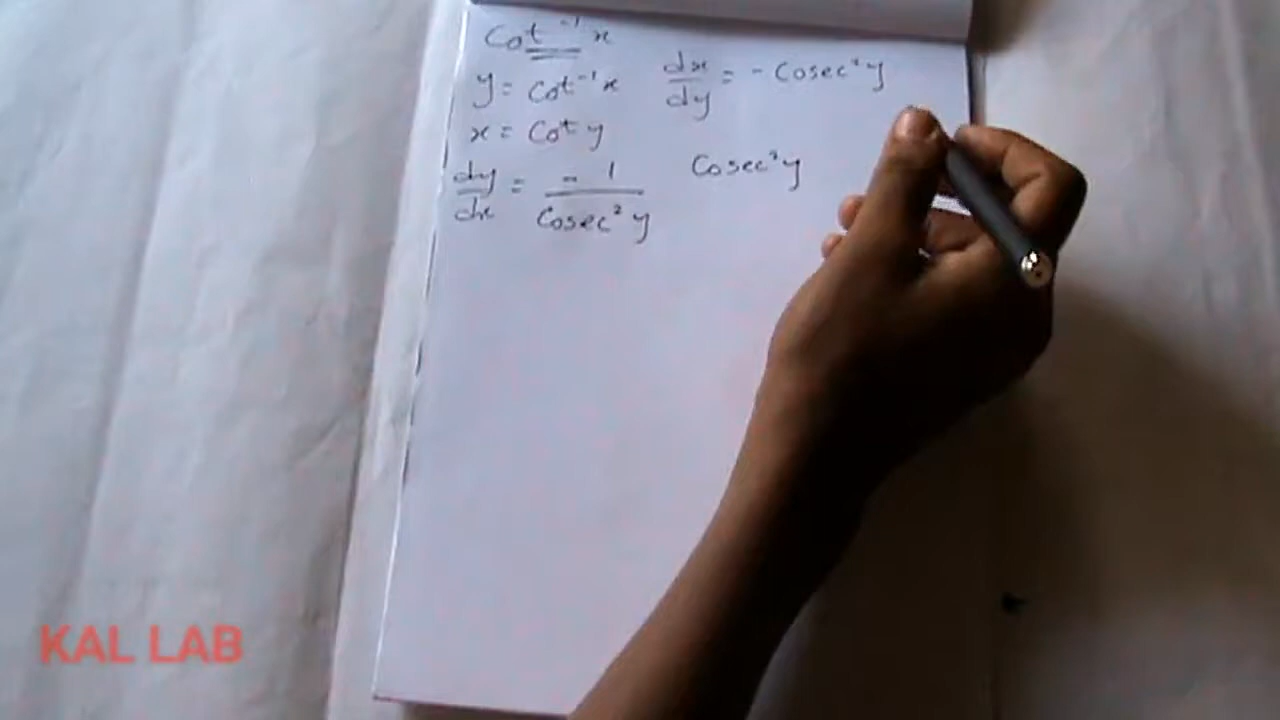 Cot⁻¹x
y = Cot⁻¹x
dx/dy = - Cosec²y
x = Cot y
dy/dx = - 1/Cosec²y
Cosec²y
KAL LAB